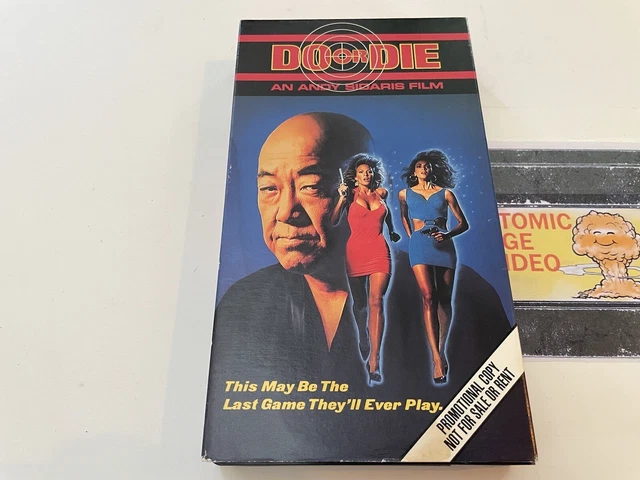 DO OR DIE
AN ANDY SIDARIS FILM
This May Be The
Last Game They'll Ever Play.
PROMOTIONAL COPY
NOT FOR SALE OR RENT
TOMIC
GE
IDEO